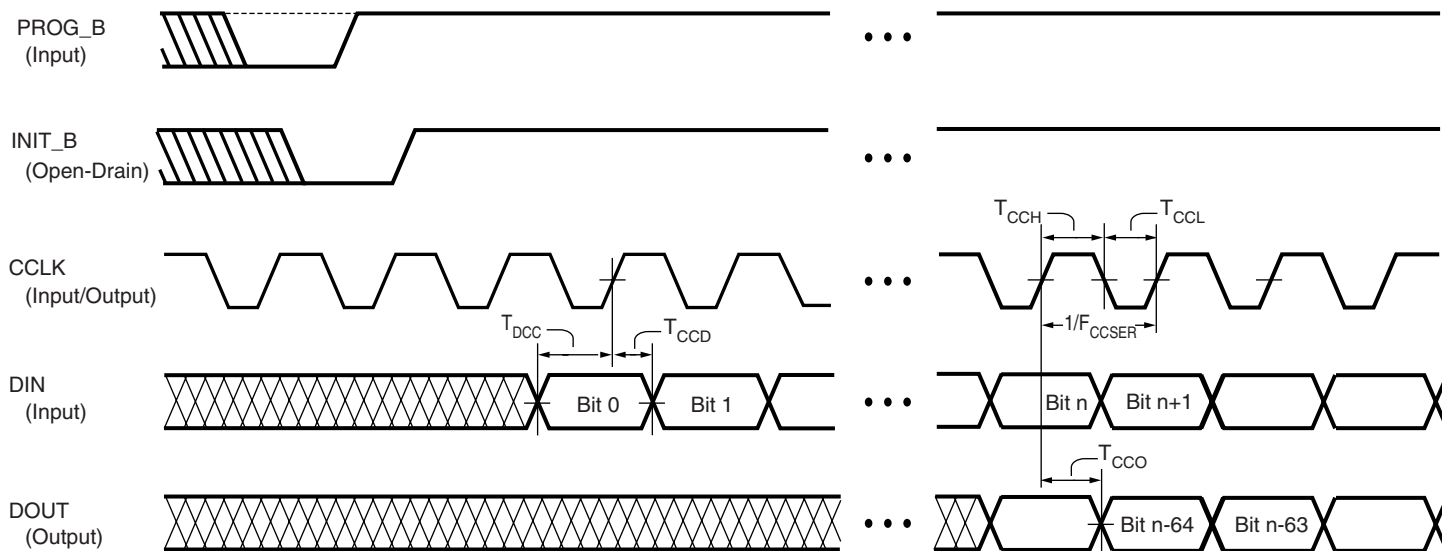 PROG_B
(Input)
INIT_B
(Open-Drain)
T_CCH
T_CCL
CCLK
(Input/Output)
1/F_CCSER
T_DCC
T_CCD
DIN
(Input)
Bit 0
Bit 1
Bit n
Bit n+1
T_CCO
DOUT
(Output)
Bit n-64
Bit n-63